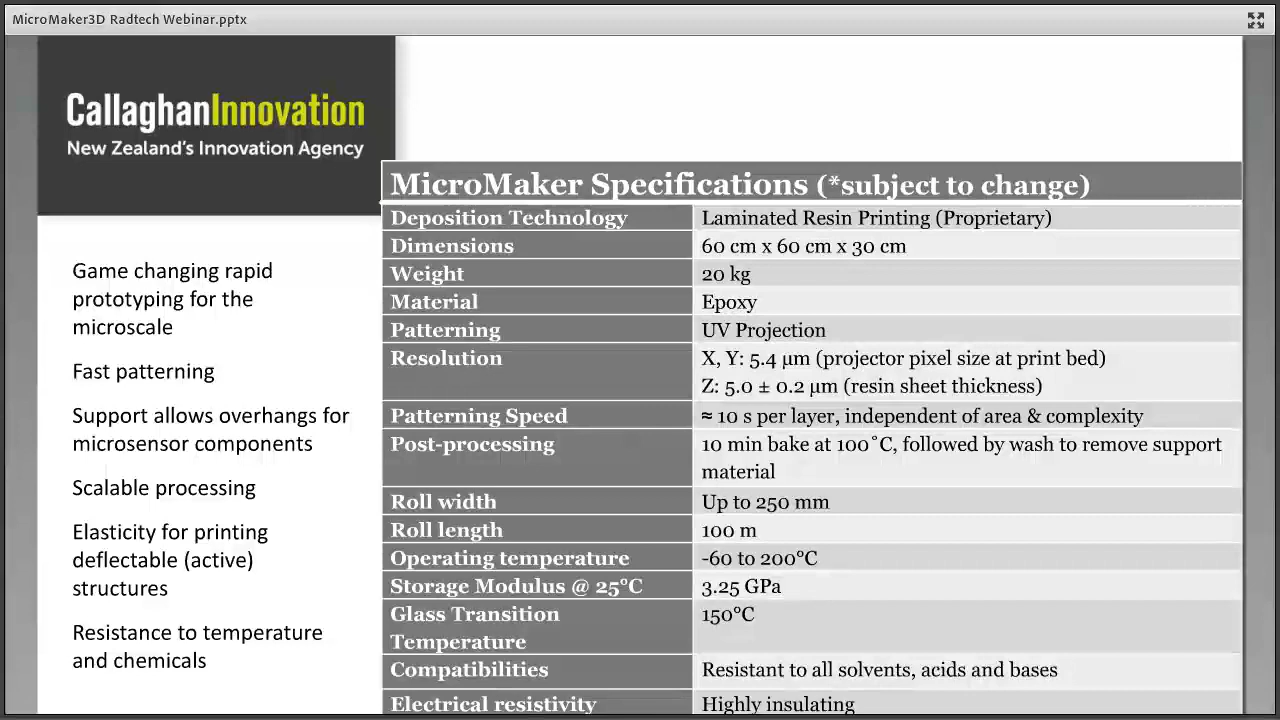 MicroMaker3D Radtech Webinar.pptx
CallaghanInnovation
New Zealand's Innovation Agency
Game changing rapid
prototyping for the
microscale
Fast patterning
Support allows overhangs for
microsensor components
Scalable processing
Elasticity for printing
deflectable (active)
structures
Resistance to temperature
and chemicals
MicroMaker Specifications (*subject to change)
Deposition Technology Laminated Resin Printing (Proprietary)
Dimensions 60 cm x 60 cm x 30 cm
Weight 20 kg
Material Epoxy
Patterning UV Projection
Resolution X, Y: 5.4 µm (projector pixel size at print bed)
Z: 5.0 ± 0.2 µm (resin sheet thickness)
Patterning Speed ≈ 10 s per layer, independent of area & complexity
Post-processing 10 min bake at 100˚C, followed by wash to remove support
material
Roll width Up to 250 mm
Roll length 100 m
Operating temperature -60 to 200°C
Storage Modulus @ 25°C 3.25 GPa
Glass Transition 150°C
Temperature
Compatibilities Resistant to all solvents, acids and bases
Electrical resistivity Highly insulating